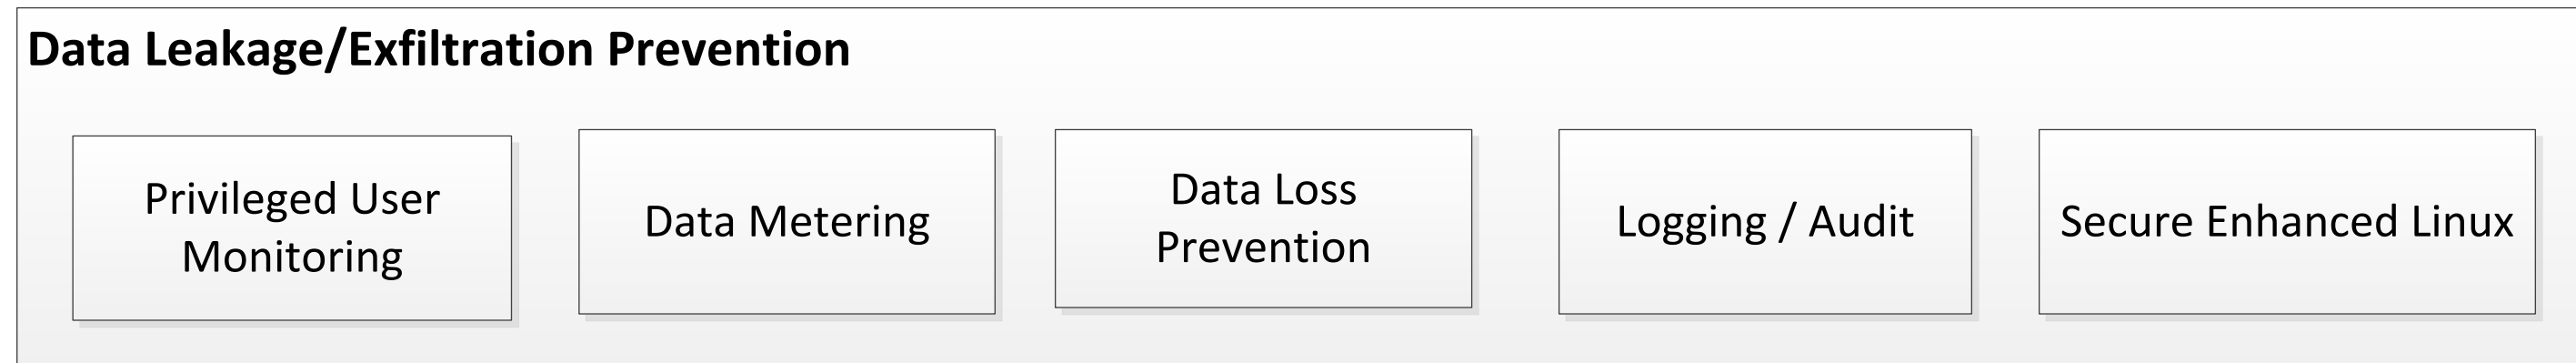 Data Leakage/Exfiltration Prevention
Privileged User
Monitoring
Data Metering
Data Loss
Prevention
Logging / Audit
Secure Enhanced Linux